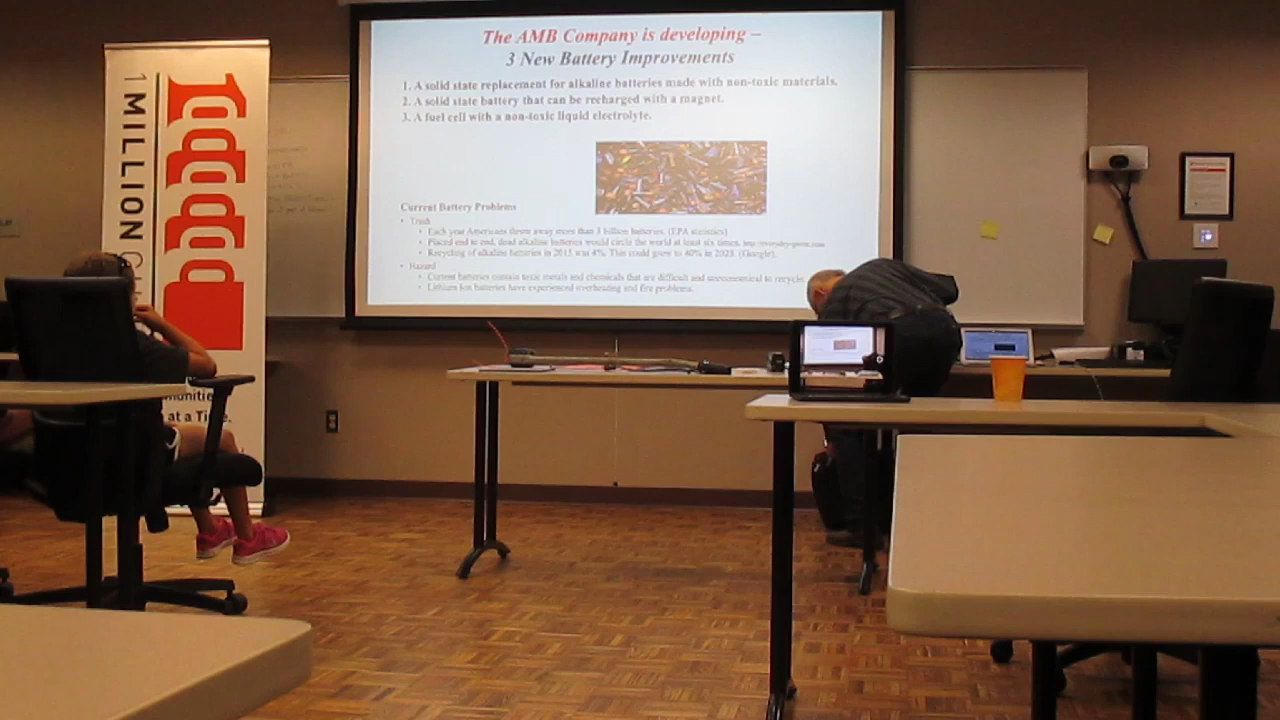 The AMB Company is developing –
3 New Battery Improvements
1. A solid state replacement for alkaline batteries made with non-toxic materials.
2. A solid state battery that can be recharged with a magnet.
3. A fuel cell with a non-toxic liquid electrolyte.
Current Battery Problems
• Trash
• Each year Americans throw away more than 3 billion batteries. (EPA statistics)
• Placed end to end, dead alkaline batteries would circle the world at least six times.
• Recycling of alkaline batteries in 2015 was 4%. This could grow to 40% in 2025. (Google).
• Hazard
• Current batteries contain toxic metals and chemicals that are difficult and uneconomical to recycle.
• Lithium Ion batteries have experienced overheating and fire problems.
1 MILLION CU
at a Ti